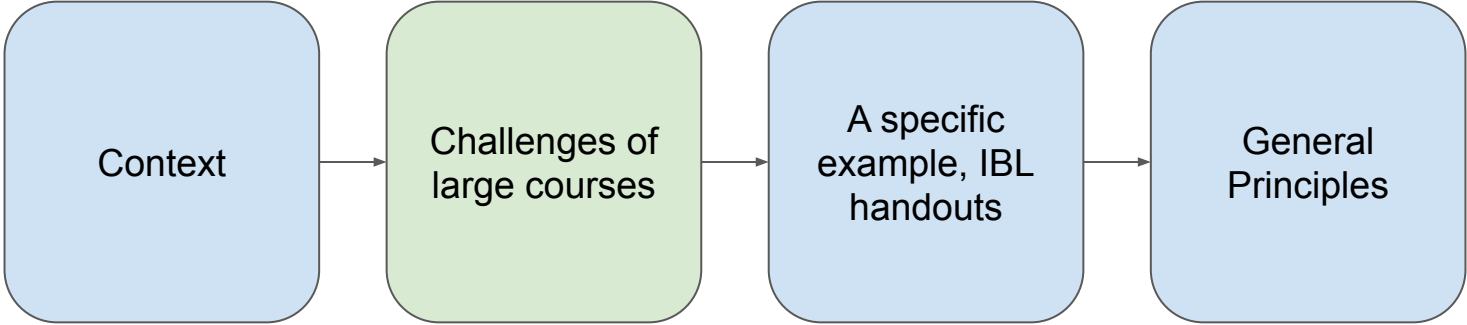 Context
Challenges of
large courses
A specific
example, IBL
handouts
General
Principles